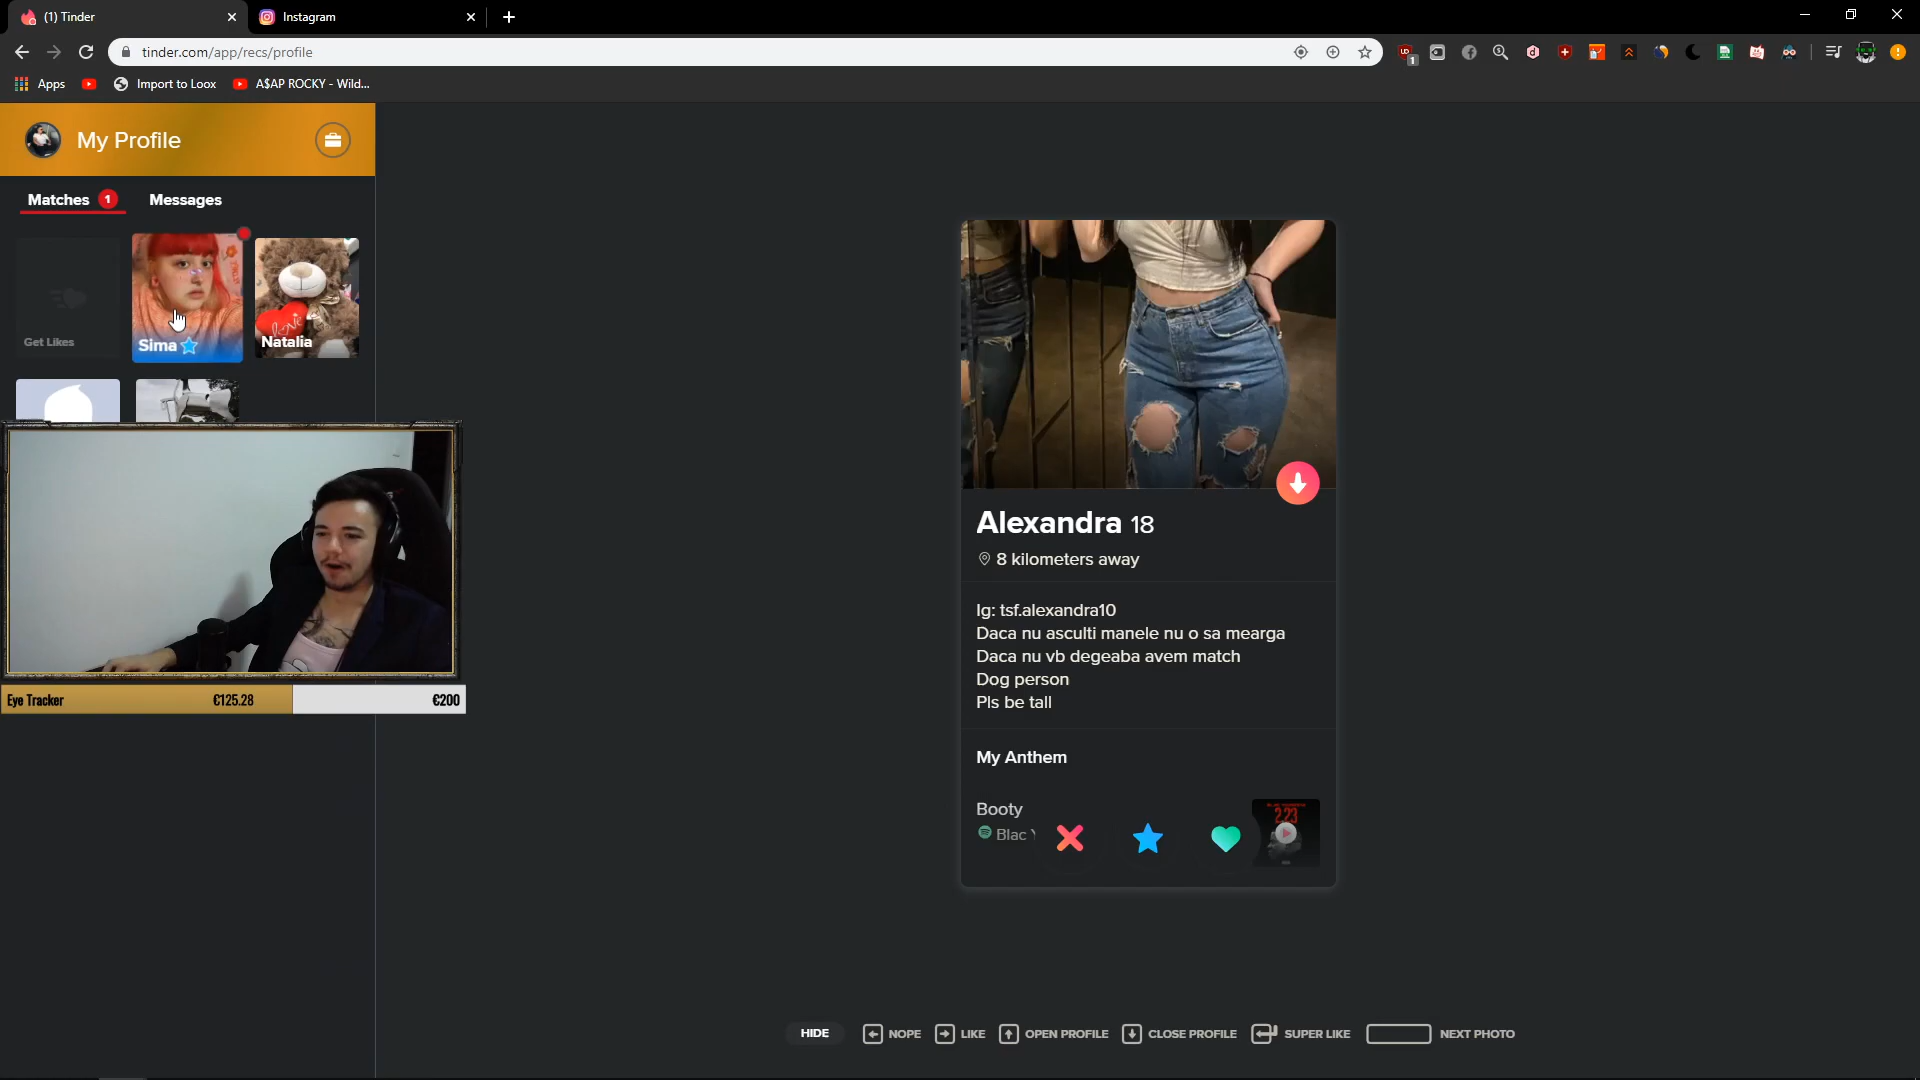 (1) Tinder
Instagram
tinder.com/app/recs/profile
Apps
Import to Loox
A$AP ROCKY - Wild...
My Profile
Matches 1
Messages
Get Likes
Sima
Natalia
Eye Tracker €125.28 €200
Alexandra 18
8 kilometers away
Ig: tsf.alexandra10
Daca nu asculti manele nu o sa mearga
Daca nu vb degeaba avem match
Dog person
Pls be tall
My Anthem
Booty
Blac
2.23
HIDE
NOPE
LIKE
OPEN PROFILE
CLOSE PROFILE
SUPER LIKE
NEXT PHOTO